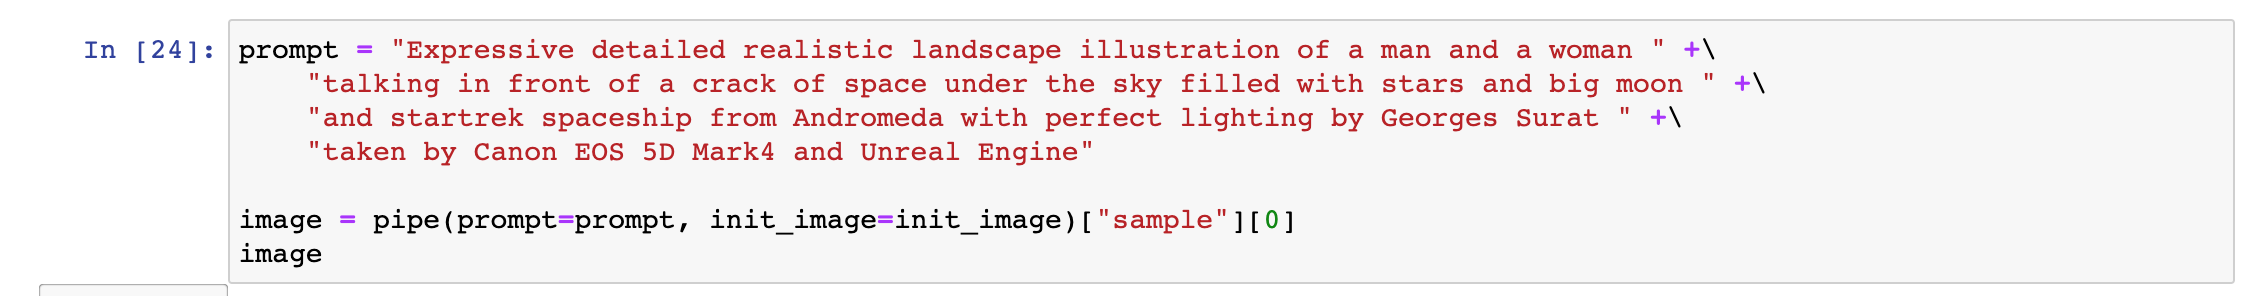 In [24]: prompt = "Expressive detailed realistic landscape illustration of a man and a woman " +\
"talking in front of a crack of space under the sky filled with stars and big moon " +\
"and startrek spaceship from Andromeda with perfect lighting by Georges Surat " +\
"taken by Canon EOS 5D Mark4 and Unreal Engine"
image = pipe(prompt=prompt, init_image=init_image)["sample"][0]
image